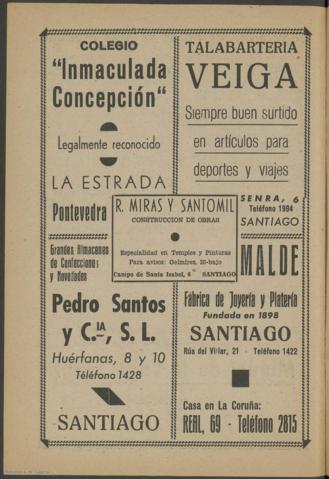 COLEGIO
"Inmaculada
Concepción"
Legalmente reconocido
LA ESTRADA
Pontevedra
TALABARTERIA
VEIGA
Siempre buen surtido
en artículos para
deportes y viajes
SENRA, 6
Teléfono 1994
SANTIAGO
R. MIRAS Y SANTOMIL
CONSTRUCCION DE OBRAS
Especialidad en Temples y Pinturas
Para avisos: Gelmírez, 20-bajo
Campo de Santa Isabel, 6 SANTIAGO
Grandes Almacenes
de Confecciones
y Novedades
Pedro Santos
y C.IA, S. L.
Huérfanas, 8 y 10
Téléfono 1428
SANTIAGO
MALDE
Fábrica de Joyería y Platería
Fundada en 1898
SANTIAGO
Rúa del Villar, 21 - Teléfono 1422
Casa en La Coruña:
REAL, 69 - Teléfono 2815